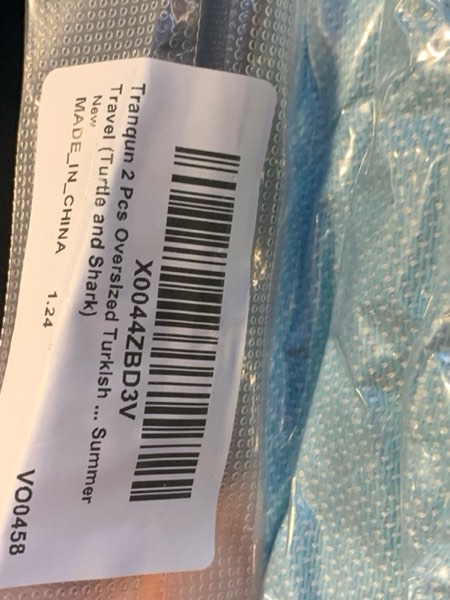 X0044ZBD3V
Tranqun 2 Pcs Oversized Turkish ... Summer
Travel (Turtle and Shark)
New
MADE_IN_CHINA 1.24
VO0458